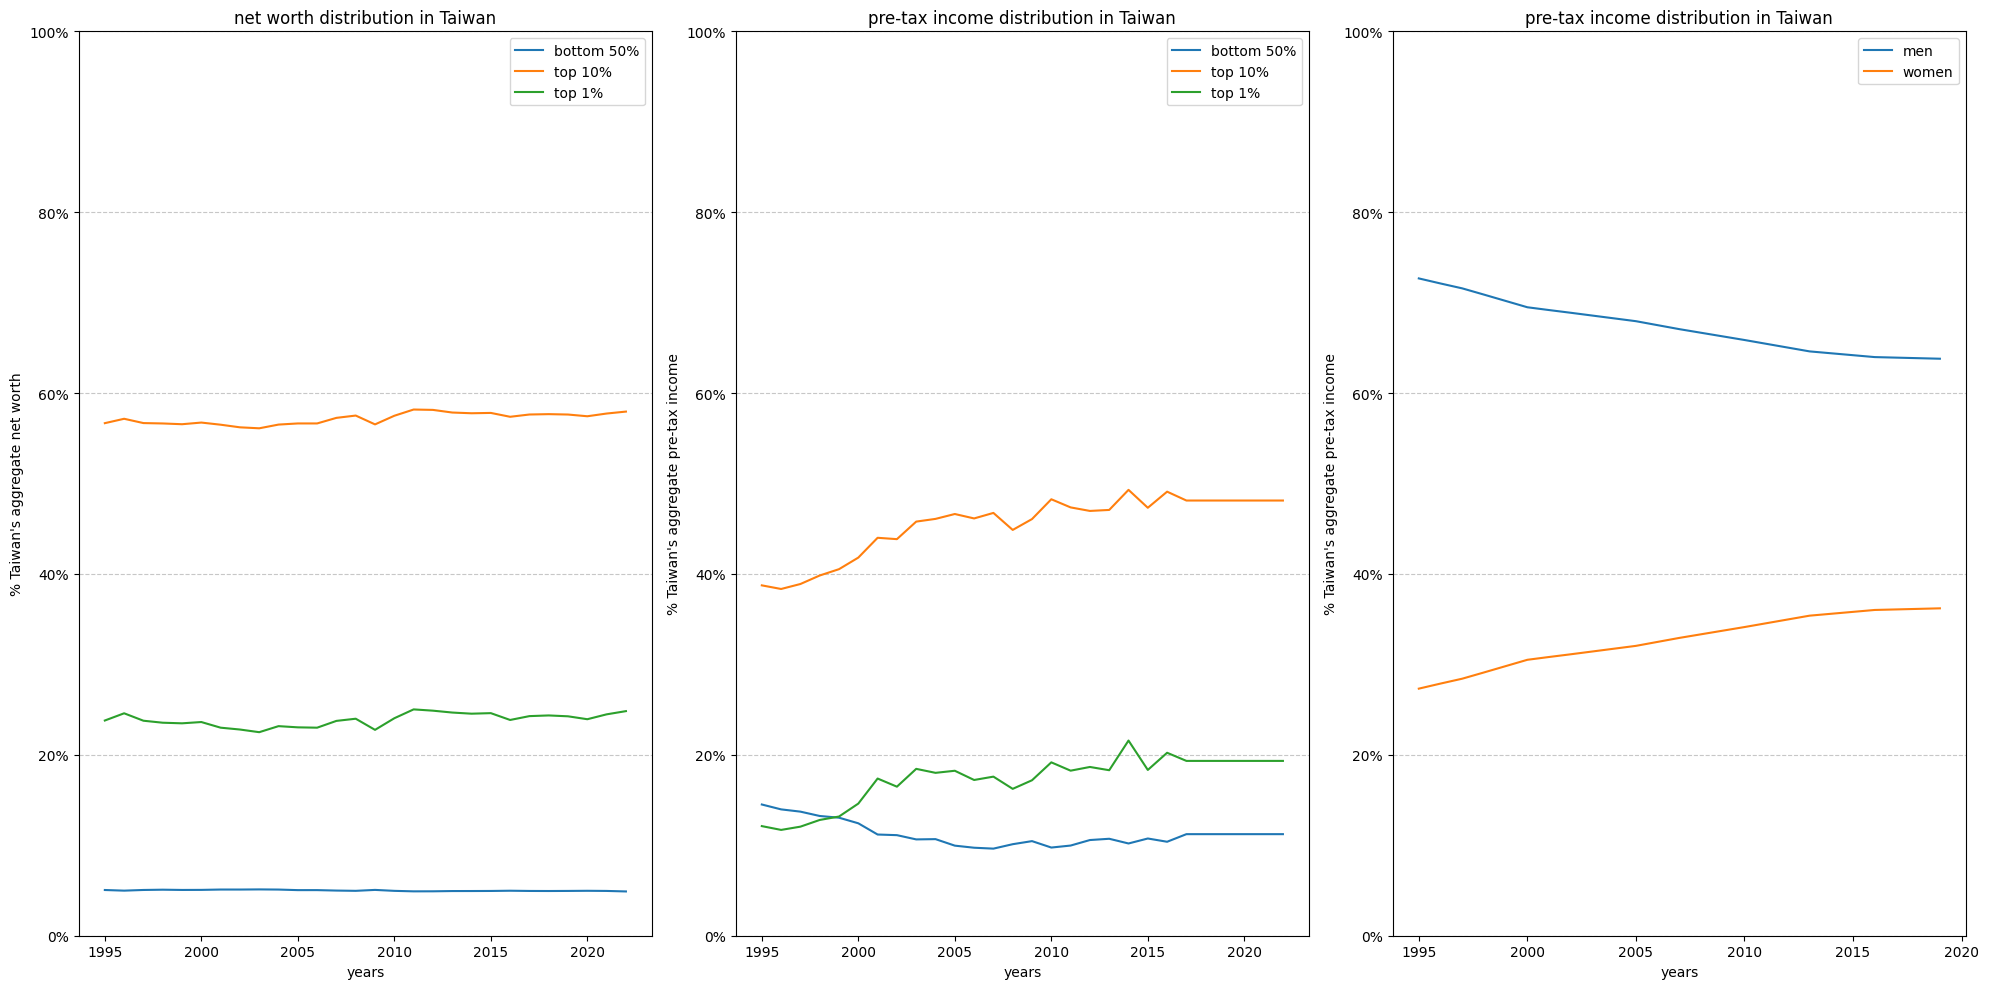 net worth distribution in Taiwan
100%
80%
60%
40%
20%
0%
% Taiwan's aggregate net worth
bottom 50%
top 10%
top 1%
1995
2000
2005
2010
2015
2020
years
pre-tax income distribution in Taiwan
100%
80%
60%
40%
20%
0%
% Taiwan's aggregate pre-tax income
bottom 50%
top 10%
top 1%
1995
2000
2005
2010
2015
2020
years
pre-tax income distribution in Taiwan
100%
80%
60%
40%
20%
0%
% Taiwan's aggregate pre-tax income
men
women
1995
2000
2005
2010
2015
2020
years